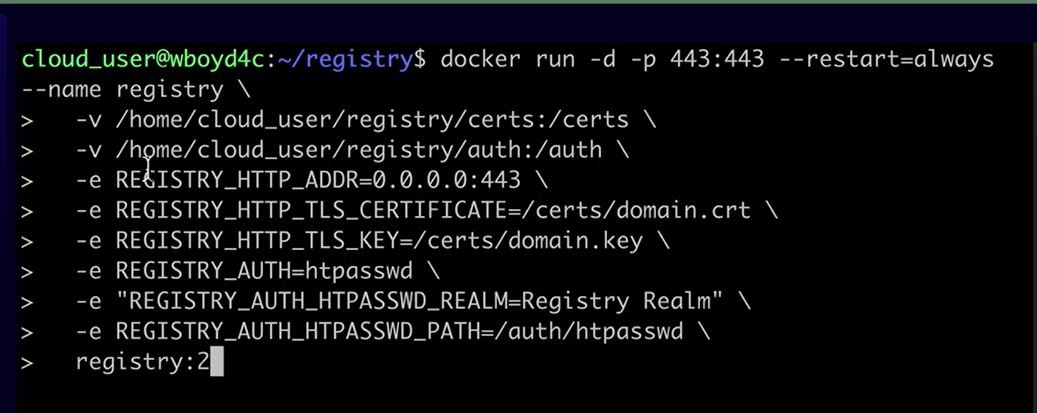 cloud_user@wboyd4c:~/registry$ docker run -d -p 443:443 --restart=always
--name registry \
>   -v /home/cloud_user/registry/certs:/certs \
>   -v /home/cloud_user/registry/auth:/auth \
>   -e REGISTRY_HTTP_ADDR=0.0.0.0:443 \
>   -e REGISTRY_HTTP_TLS_CERTIFICATE=/certs/domain.crt \
>   -e REGISTRY_HTTP_TLS_KEY=/certs/domain.key \
>   -e REGISTRY_AUTH=htpasswd \
>   -e "REGISTRY_AUTH_HTPASSWD_REALM=Registry Realm" \
>   -e REGISTRY_AUTH_HTPASSWD_PATH=/auth/htpasswd \
>   registry:2